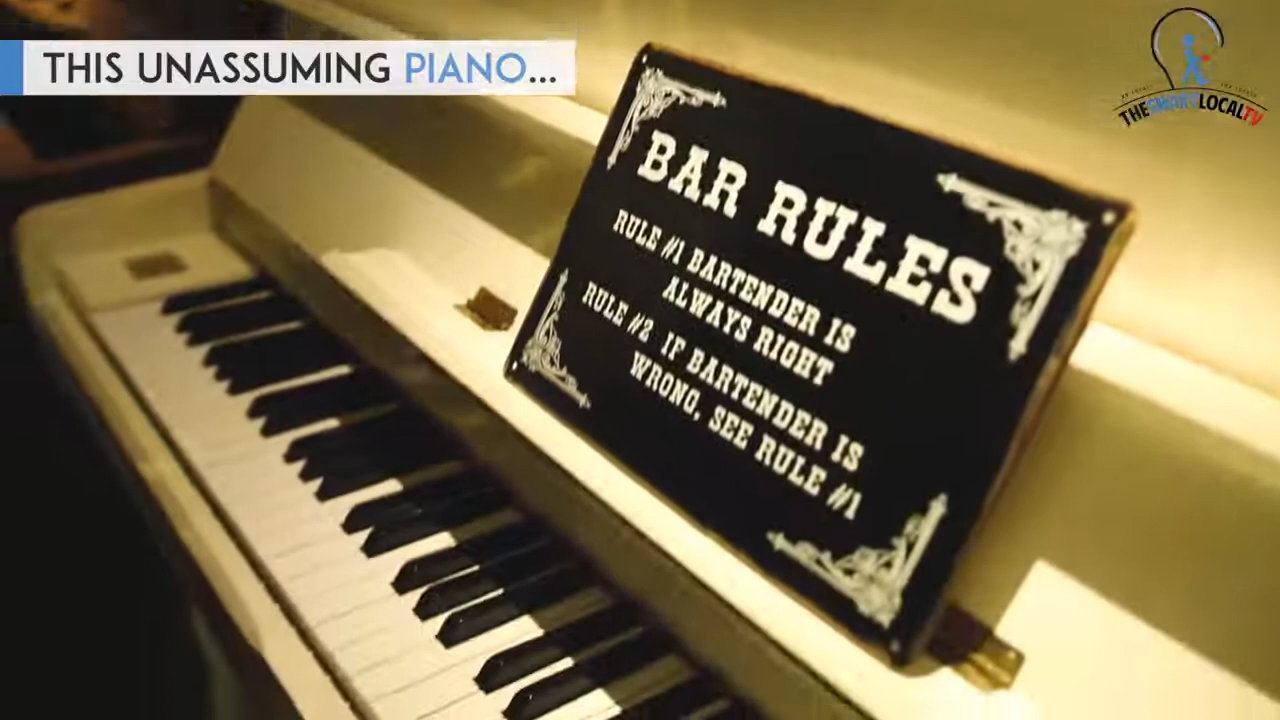 THIS UNASSUMING PIANO...
THESMARTLOCALTV
BAR RULES
RULE #1 BARTENDER IS
ALWAYS RIGHT
RULE #2 IF BARTENDER IS
WRONG, SEE RULE #1